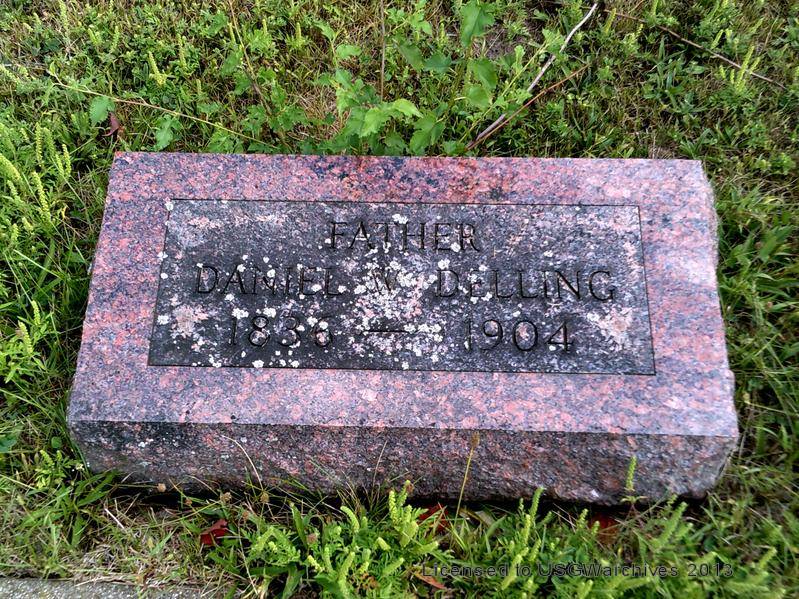 FATHER
DANIEL W. DELLING
1836 — 1904
Licensed to USGWarchives 2013